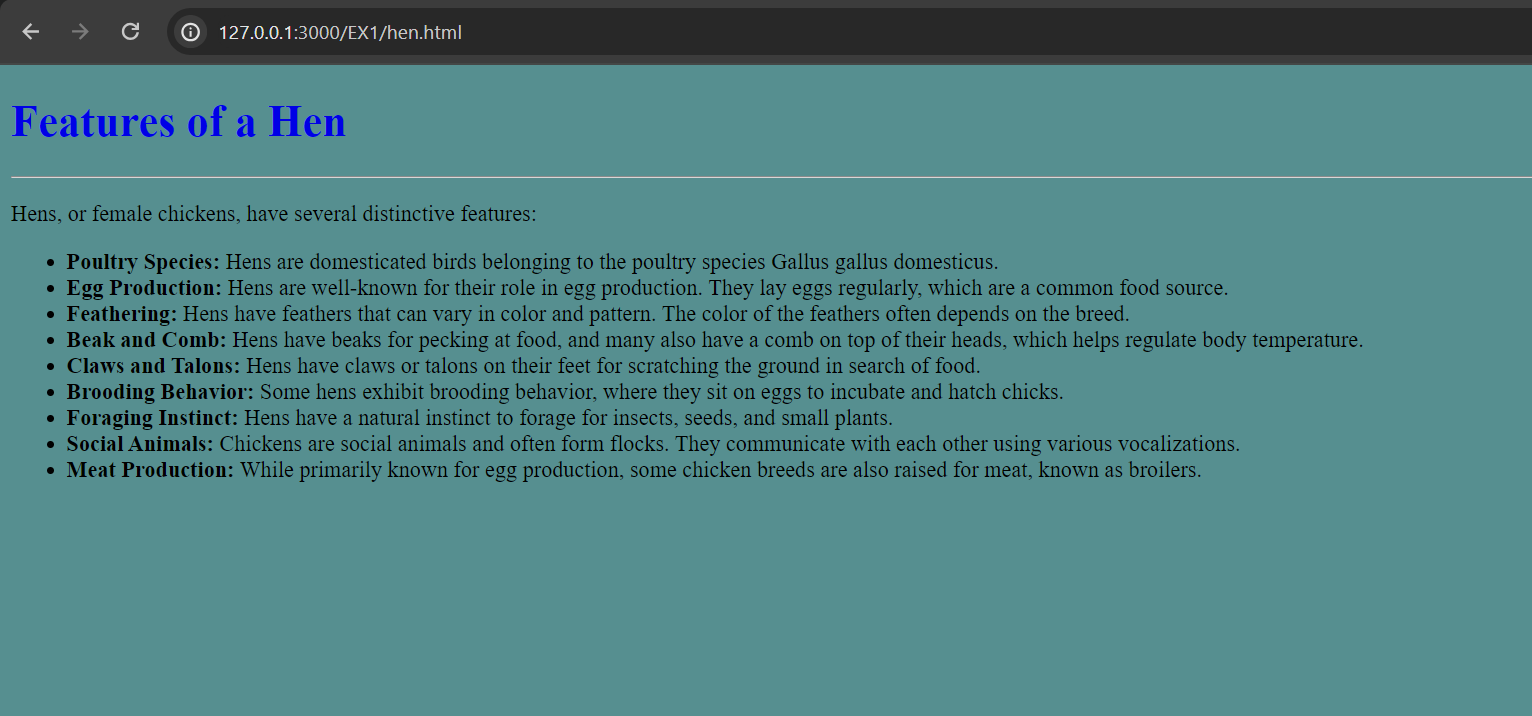 127.0.0.1:3000/EX1/hen.html
Features of a Hen
Hens, or female chickens, have several distinctive features:
Poultry Species: Hens are domesticated birds belonging to the poultry species Gallus gallus domesticus.
Egg Production: Hens are well-known for their role in egg production. They lay eggs regularly, which are a common food source.
Feathering: Hens have feathers that can vary in color and pattern. The color of the feathers often depends on the breed.
Beak and Comb: Hens have beaks for pecking at food, and many also have a comb on top of their heads, which helps regulate body temperature.
Claws and Talons: Hens have claws or talons on their feet for scratching the ground in search of food.
Brooding Behavior: Some hens exhibit brooding behavior, where they sit on eggs to incubate and hatch chicks.
Foraging Instinct: Hens have a natural instinct to forage for insects, seeds, and small plants.
Social Animals: Chickens are social animals and often form flocks. They communicate with each other using various vocalizations.
Meat Production: While primarily known for egg production, some chicken breeds are also raised for meat, known as broilers.